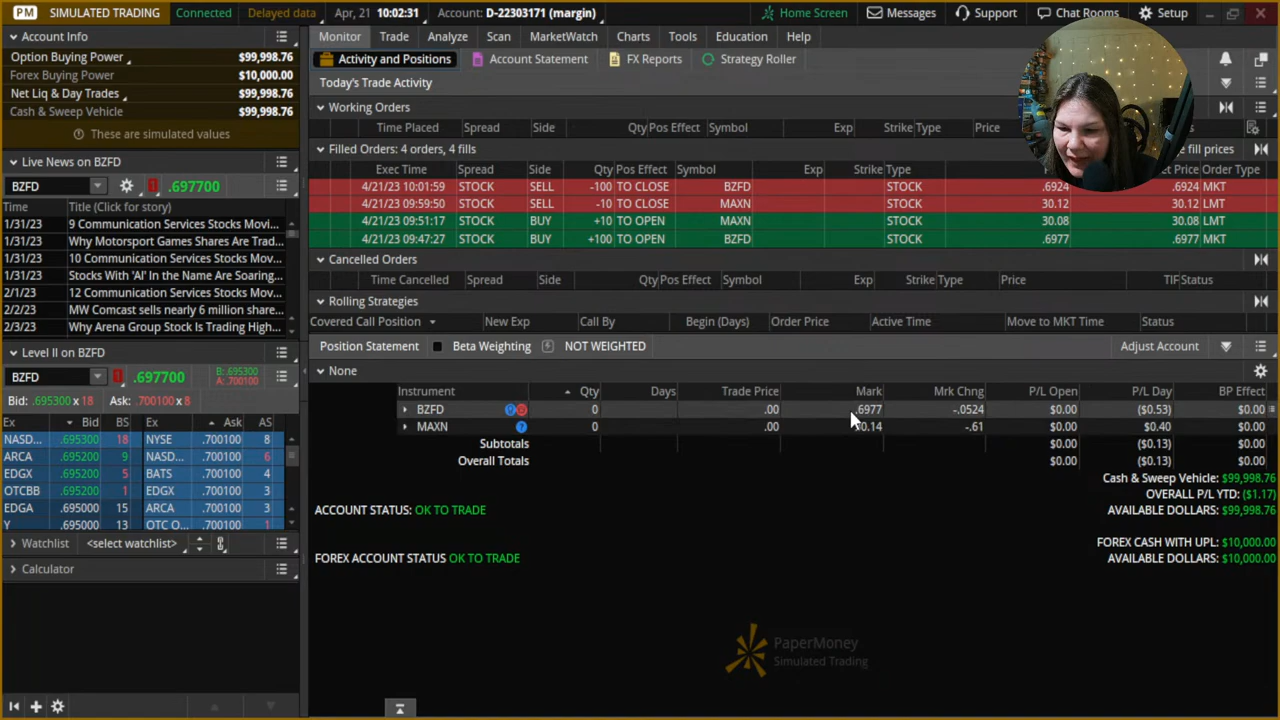 PM SIMULATED TRADING Connected Delayed data Apr, 21 10:02:31 Account: D-22303171 (margin) Home Screen Messages Support Chat Rooms Setup
Account Info
Option Buying Power $99,998.76
Forex Buying Power $10,000.00
Net Liq & Day Trades $99,998.76
Cash & Sweep Vehicle $99,998.76
These are simulated values
Live News on BZFD
BZFD 1 .697700
Time Title (Click for story)
1/31/23 9 Communication Services Stocks Movi...
1/31/23 Why Motorsport Games Shares Are Trad...
1/31/23 10 Communication Services Stocks Mov...
1/31/23 Stocks With 'AI' In the Name Are Soaring...
2/1/23 12 Communication Services Stocks Mov...
2/2/23 MW Comcast sells nearly 6 million share...
2/3/23 Why Arena Group Stock Is Trading High...
Level II on BZFD
BZFD 1 .697700 B: .695300
A: .700100
Bid: .695300 x 18 Ask: .700100 x 8
Ex Bid BS Ex Ask AS
NASD... .695300 18 NYSE .700100 8
ARCA .695200 9 NASD... .700100 6
EDGX .695200 5 BATS .700100 4
OTCBB .695200 1 EDGX .700100 3
EDGA .695000 15 ARCA .700100 3
Y .695000 13 OTC O... .700100 1
Watchlist <select watchlist>
Calculator
Monitor Trade Analyze Scan MarketWatch Charts Tools Education Help
Activity and Positions Account Statement FX Reports Strategy Roller
Today's Trade Activity
Working Orders
Time Placed Spread Side Qty Pos Effect Symbol Exp Strike Type Price
Filled Orders: 4 orders, 4 fills fill prices
Exec Time Spread Side Qty Pos Effect Symbol Exp Strike Type Price Order Type
4/21/23 10:01:59 STOCK SELL -100 TO CLOSE BZFD STOCK .6924 .6924 MKT
4/21/23 09:59:50 STOCK SELL -10 TO CLOSE MAXN STOCK 30.12 30.12 LMT
4/21/23 09:51:17 STOCK BUY +10 TO OPEN MAXN STOCK 30.08 30.08 LMT
4/21/23 09:47:27 STOCK BUY +100 TO OPEN BZFD STOCK .6977 .6977 MKT
Cancelled Orders
Time Cancelled Spread Side Qty Pos Effect Symbol Exp Strike Type Price TIF Status
Rolling Strategies
Covered Call Position New Exp Call By Begin (Days) Order Price Active Time Move to MKT Time Status
Position Statement Beta Weighting NOT WEIGHTED Adjust Account
None
Instrument Qty Days Trade Price Mark Mrk Chng P/L Open P/L Day BP Effect
BZFD 0 .00 .6977 -.0524 $0.00 ($0.53) $0.00
MAXN 0 .00 -.61 $0.00 $0.40 $0.00
Subtotals $0.00 ($0.13) $0.00
Overall Totals $0.00 ($0.13) $0.00
Cash & Sweep Vehicle: $99,998.76
OVERALL P/L YTD: ($1.17)
ACCOUNT STATUS: OK TO TRADE AVAILABLE DOLLARS: $99,998.76
FOREX CASH WITH UPL: $10,000.00
FOREX ACCOUNT STATUS OK TO TRADE AVAILABLE DOLLARS: $10,000.00
PaperMoney
Simulated Trading